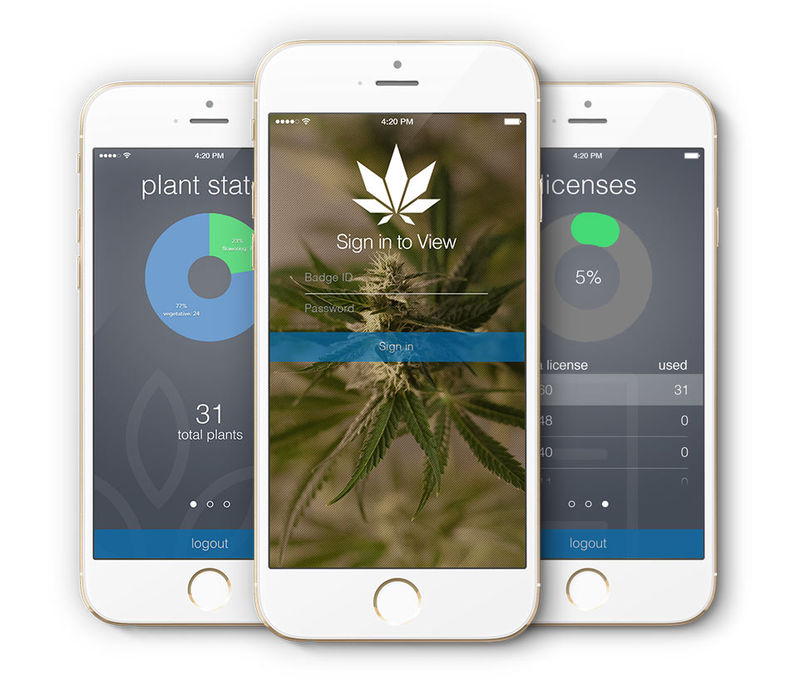 4:20 PM
plant stat
23%
flowering
77%
vegetative, 24
31
total plants
logout
4:20 PM
Sign in to View
Badge ID
Password
Sign in
4:20 PM
licenses
5%
license used
60 31
48 0
40 0
logout